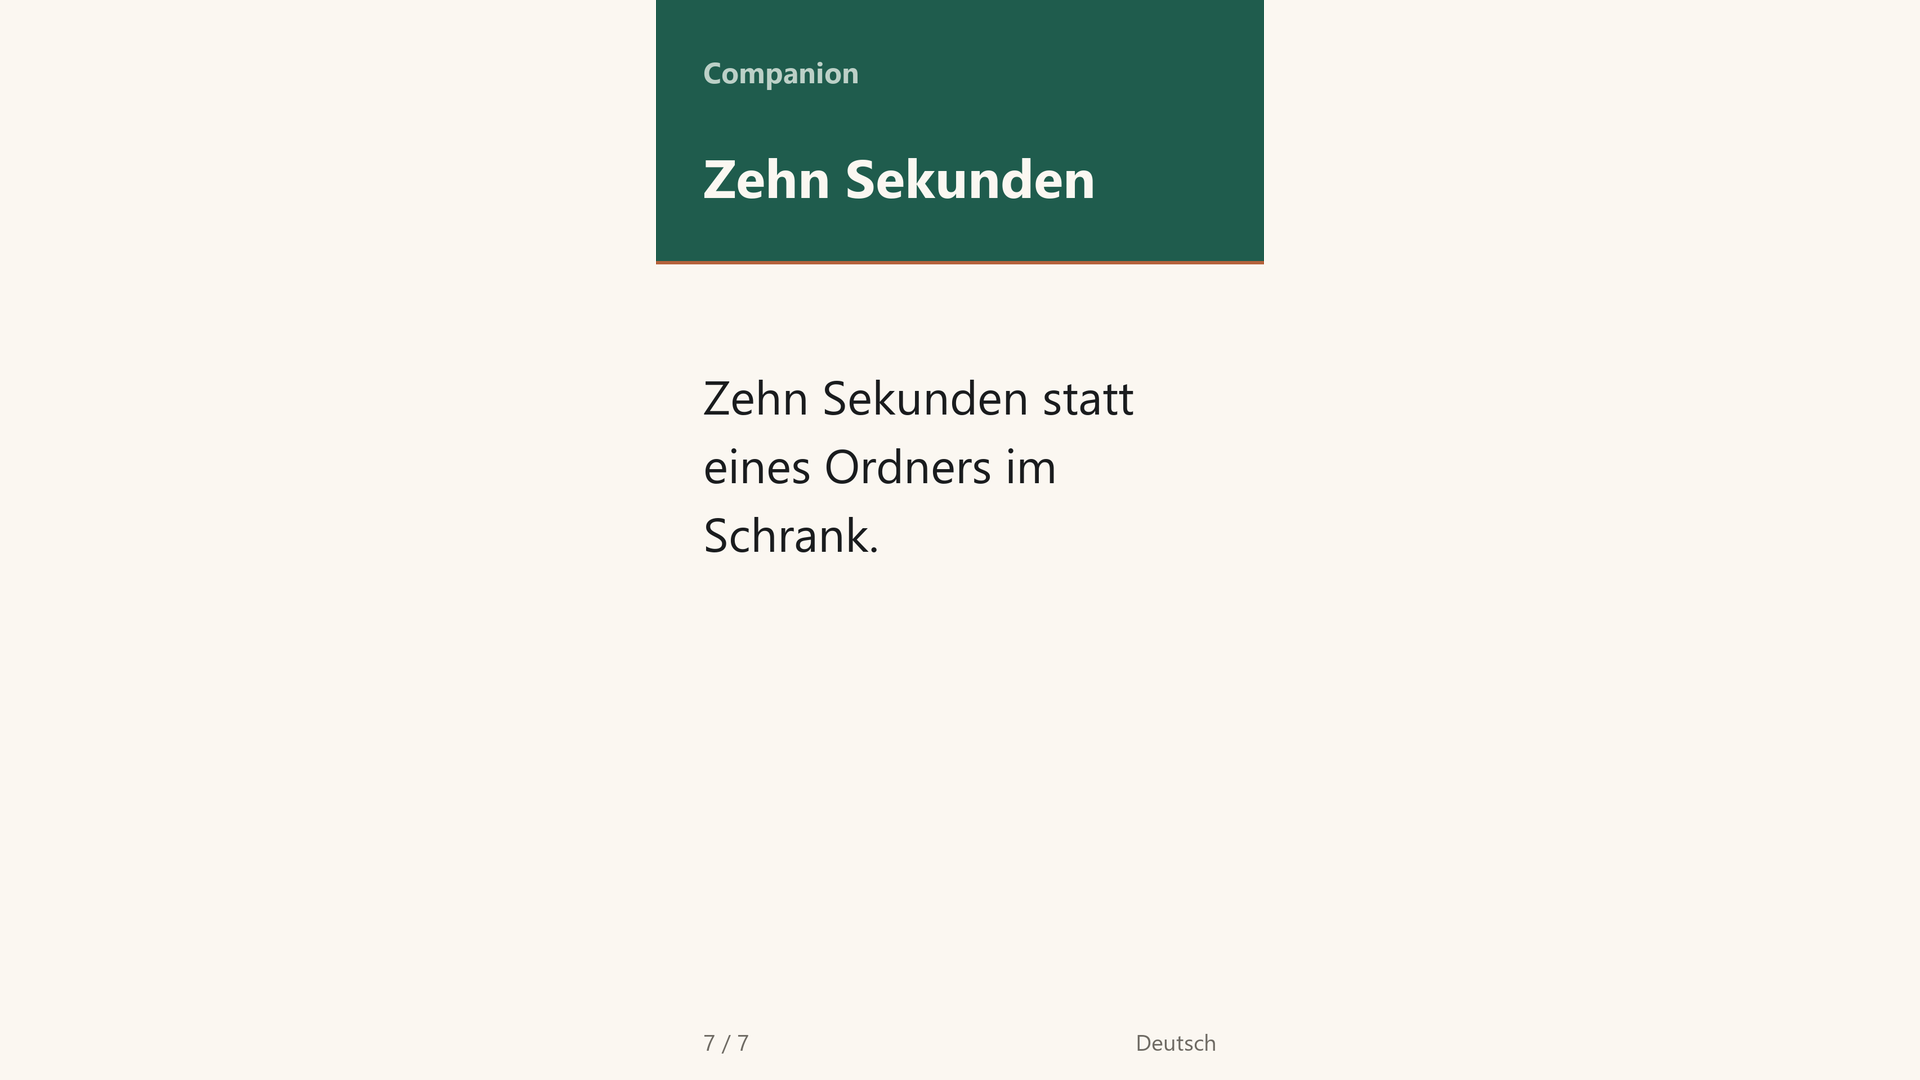 Companion
Zehn Sekunden
Zehn Sekunden statt
eines Ordners im
Schrank.
7 / 7
Deutsch